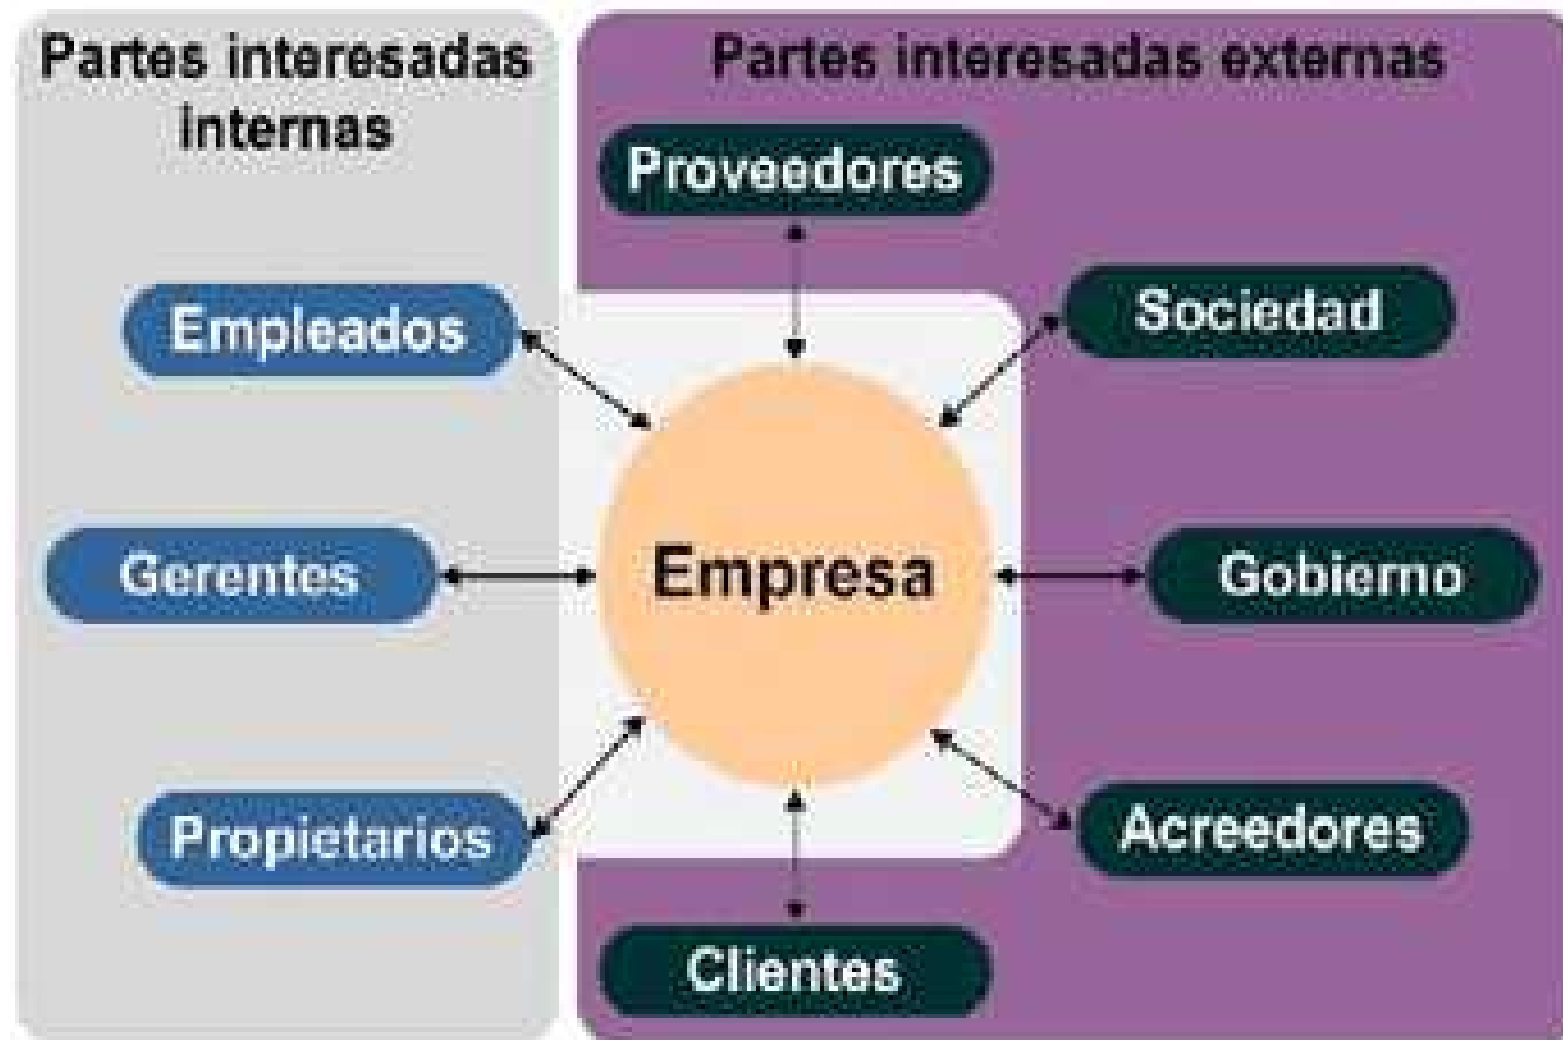 Partes interesadas
internas
Partes interesadas externas
Proveedores
Empleados
Sociedad
Gerentes
Empresa
Gobierno
Propietarios
Acreedores
Clientes